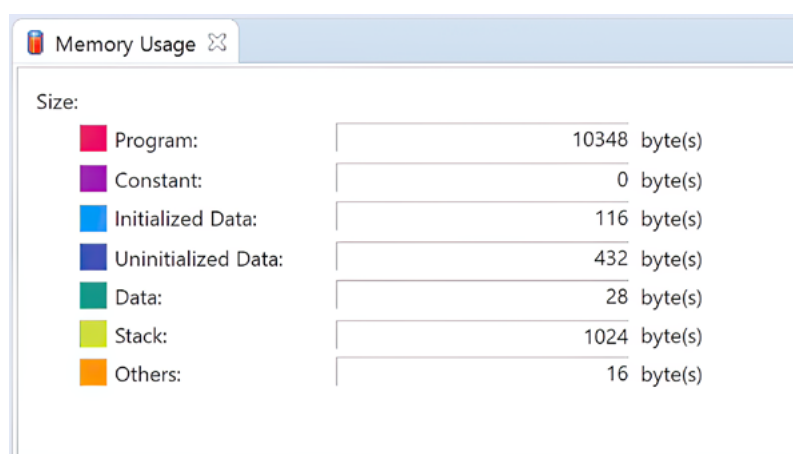 Memory Usage
Size:
Program: 10348 byte(s)
Constant: 0 byte(s)
Initialized Data: 116 byte(s)
Uninitialized Data: 432 byte(s)
Data: 28 byte(s)
Stack: 1024 byte(s)
Others: 16 byte(s)